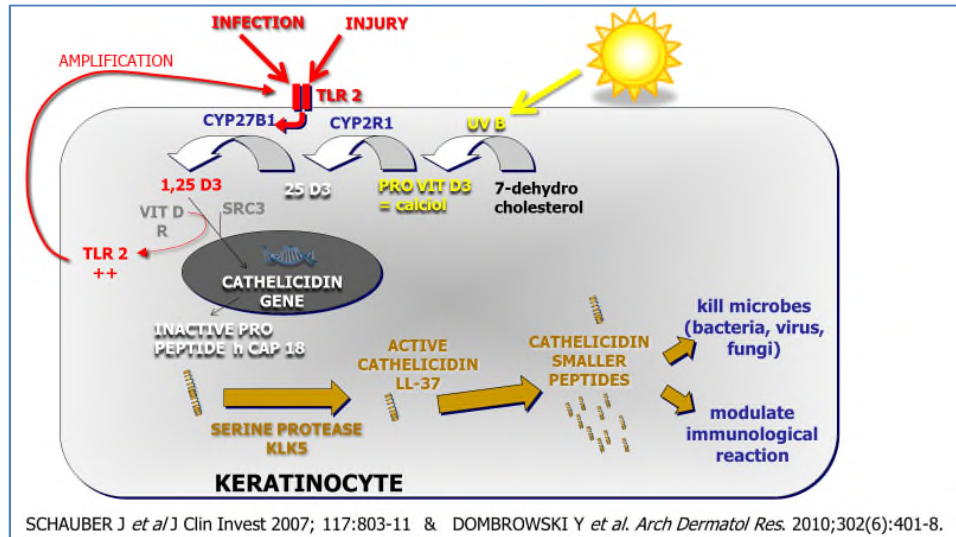 INFECTION
INJURY
AMPLIFICATION
TLR 2
CYP27B1
CYP2R1
UV B
1,25 D3
25 D3
PRO VIT D3
= calciol
7-dehydro
cholesterol
VIT D
R
SRC3
TLR 2
++
CATHELICIDIN
GENE
INACTIVE PRO
PEPTIDE h CAP 18
ACTIVE
CATHELICIDIN
LL-37
CATHELICIDIN
SMALLER
PEPTIDES
kill microbes
(bacteria, virus,
fungi)
SERINE PROTEASE
KLK5
modulate
immunological
reaction
KERATINOCYTE
SCHAUBER J et al J Clin Invest 2007; 117:803-11 & DOMBROWSKI Y et al. Arch Dermatol Res. 2010;302(6):401-8.